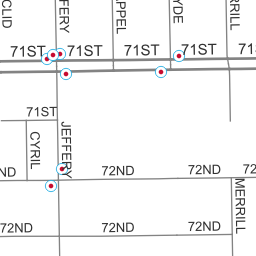 CLID
FERY
PPEL
YDE
RRILL
71ST 71ST 71ST 71ST 71S
71ST
CYRIL
JEFFERY
ND 72ND 72ND 72ND
MERRILL
72ND 72ND 72ND